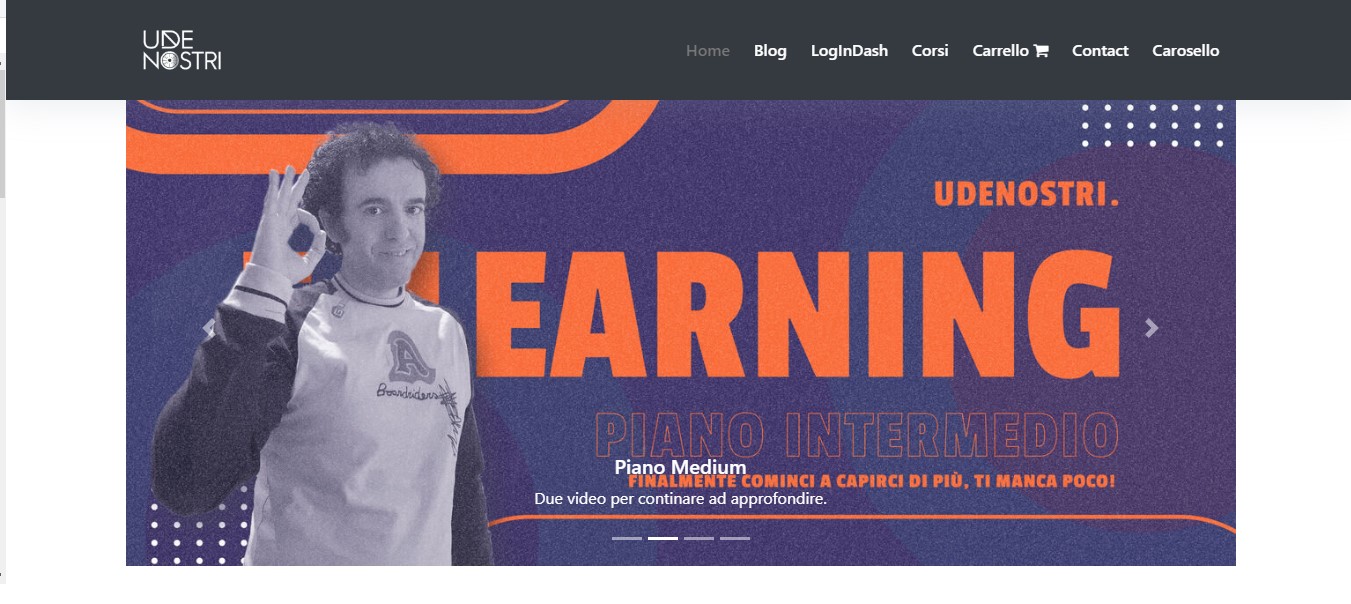 UDE
NOSTRI
Home Blog LogInDash Corsi Carrello Contact Carosello
UDENOSTRI.
EARNING
PIANO INTERMEDIO
Piano Medium
FINALMENTE COMINCI A CAPIRCI DI PIÙ, TI MANCA POCO!
Due video per continare ad approfondire.
A
Boardriders